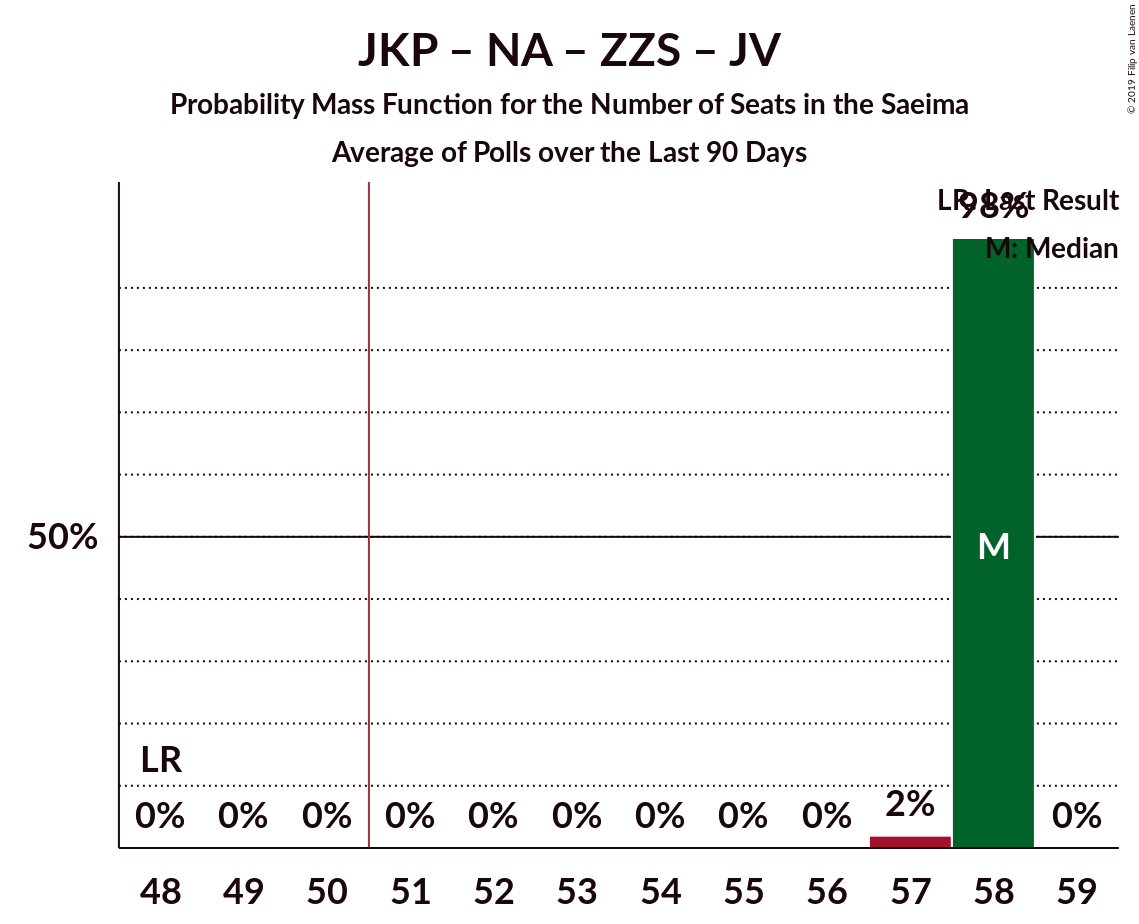 JKP – NA – ZZS – JV
Probability Mass Function for the Number of Seats in the Saeima
Average of Polls over the Last 90 Days
© 2019 Filip van Laenen
LR: Last Result
98%
M: Median
50%
M
LR
0% 0% 0% 0% 0% 0% 0% 0% 0% 2% 0%
48 49 50 51 52 53 54 55 56 57 58 59